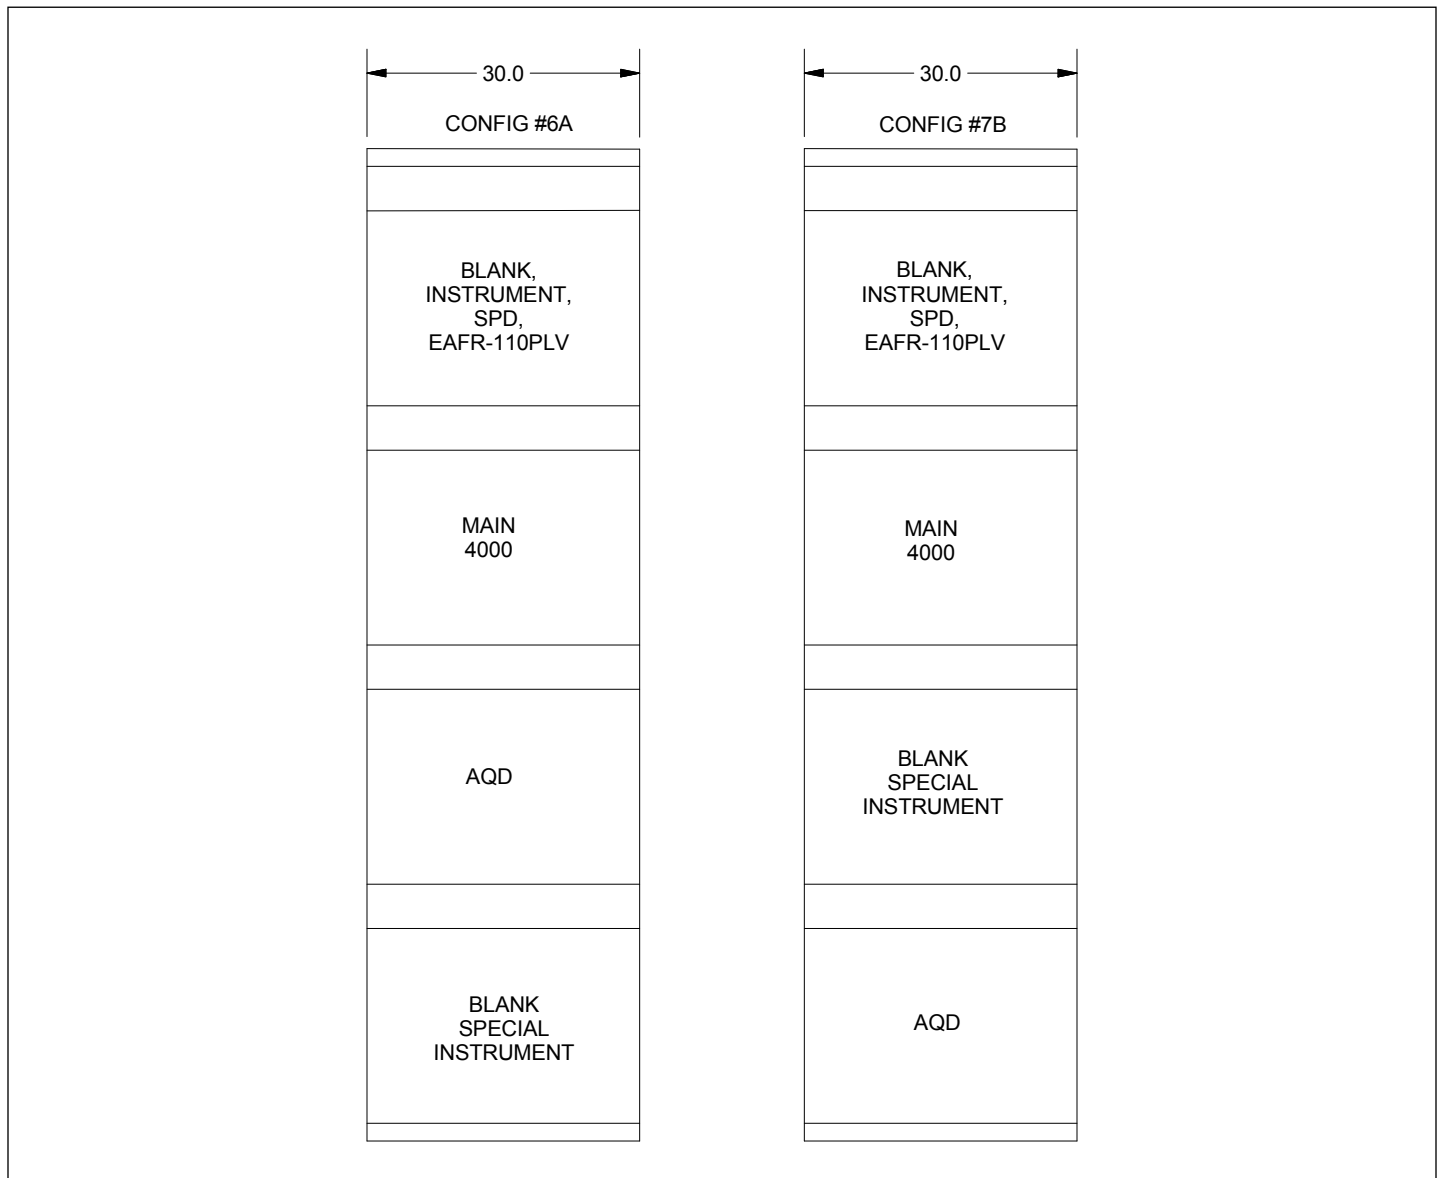 30.0
CONFIG #6A
BLANK,
INSTRUMENT,
SPD,
EAFR-110PLV
MAIN
4000
AQD
BLANK
SPECIAL
INSTRUMENT
30.0
CONFIG #7B
BLANK,
INSTRUMENT,
SPD,
EAFR-110PLV
MAIN
4000
BLANK
SPECIAL
INSTRUMENT
AQD